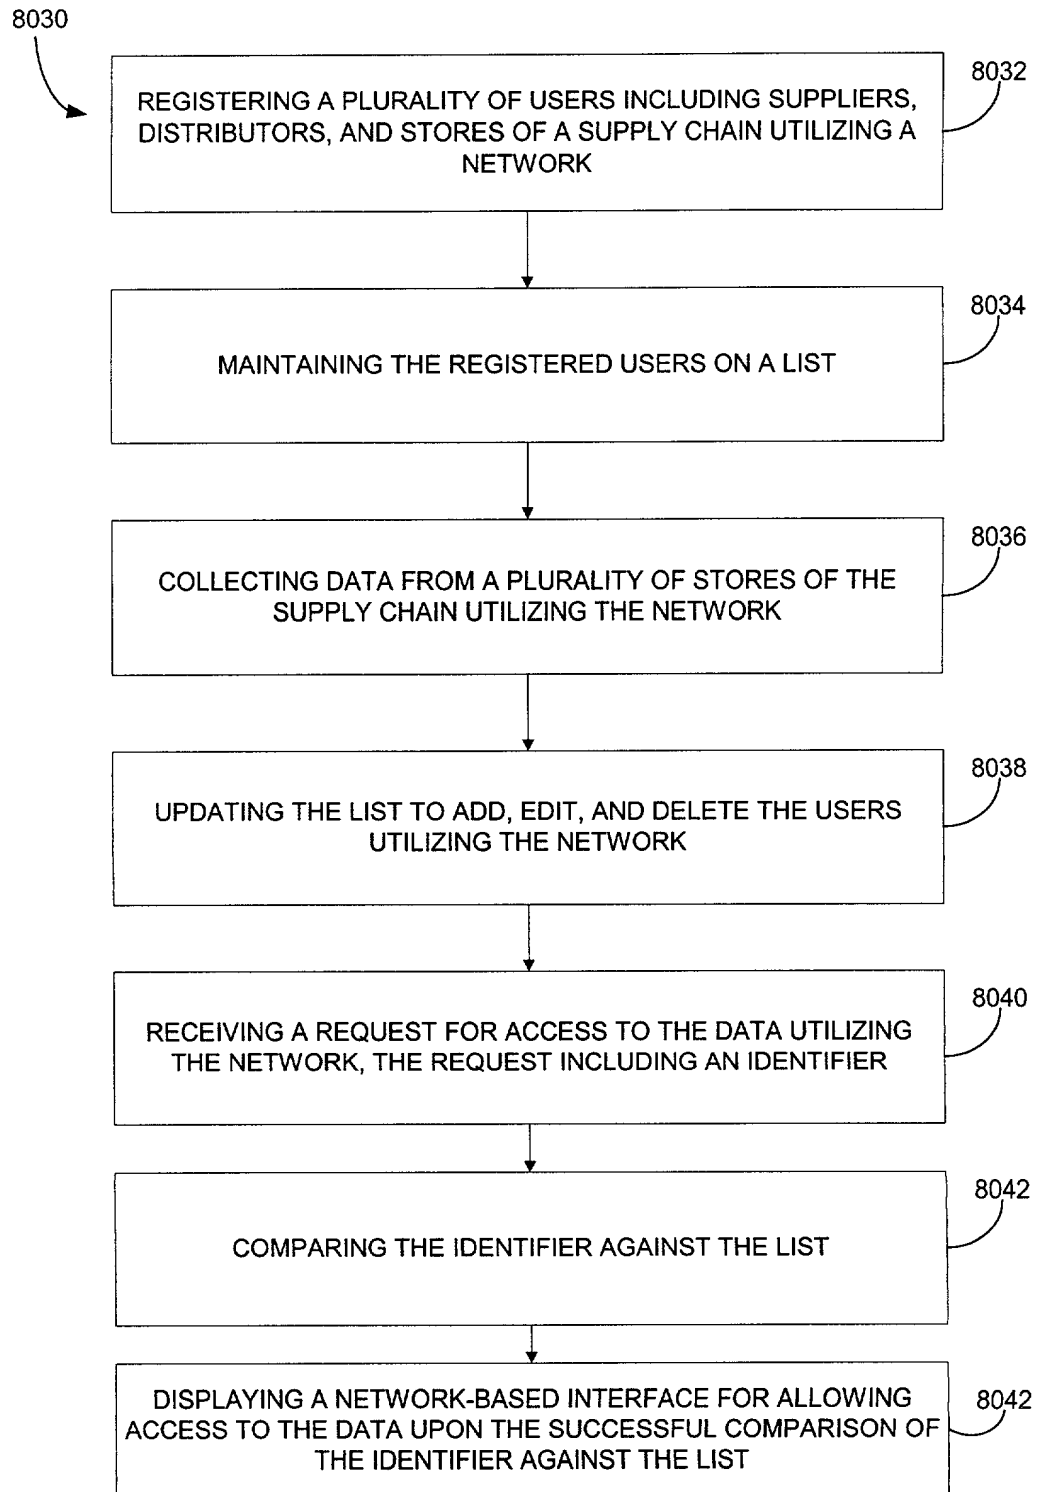 8030
8032
REGISTERING A PLURALITY OF USERS INCLUDING SUPPLIERS,
DISTRIBUTORS, AND STORES OF A SUPPLY CHAIN UTILIZING A
NETWORK
8034
MAINTAINING THE REGISTERED USERS ON A LIST
8036
COLLECTING DATA FROM A PLURALITY OF STORES OF THE
SUPPLY CHAIN UTILIZING THE NETWORK
8038
UPDATING THE LIST TO ADD, EDIT, AND DELETE THE USERS
UTILIZING THE NETWORK
8040
RECEIVING A REQUEST FOR ACCESS TO THE DATA UTILIZING
THE NETWORK, THE REQUEST INCLUDING AN IDENTIFIER
8042
COMPARING THE IDENTIFIER AGAINST THE LIST
8042
DISPLAYING A NETWORK-BASED INTERFACE FOR ALLOWING
ACCESS TO THE DATA UPON THE SUCCESSFUL COMPARISON OF
THE IDENTIFIER AGAINST THE LIST